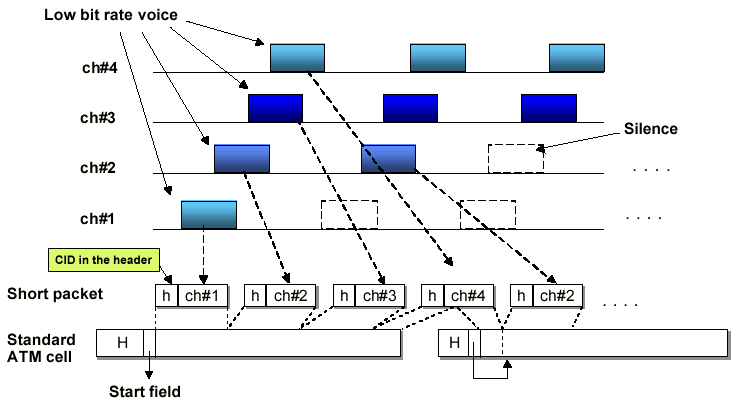 Low bit rate voice
ch#4
ch#3
Silence
ch#2
. . . .
ch#1
. . . .
CID in the header
Short packet
h ch#1 h ch#2 h ch#3 h ch#4 h ch#2 . . . .
Standard
ATM cell
H H
Start field